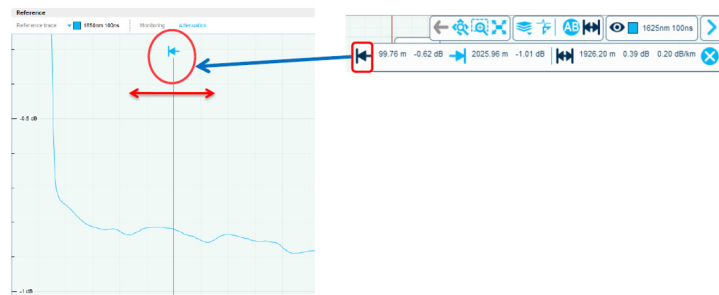 Reference
Reference trace 1550nm 100ns Monitoring Attenuation
AB 1625nm 100ns
99.76 m -0.62 dB 2025.96 m -1.01 dB 1926.20 m 0.39 dB 0.20 dB/km
-0.5 dB
-1 dB